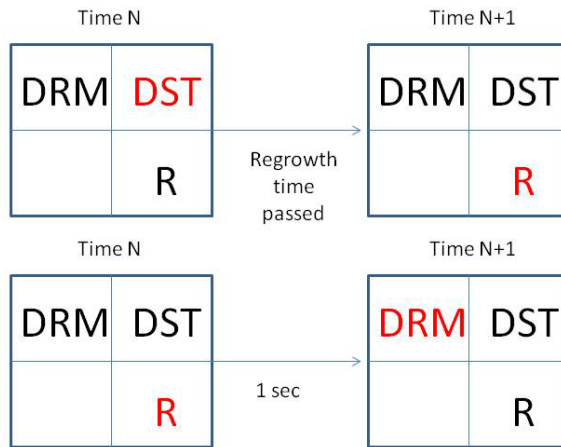 Time N
Time N+1
DRM DST
DRM DST
R
Regrowth
time
passed
R
Time N
Time N+1
DRM DST
DRM DST
R
1 sec
R